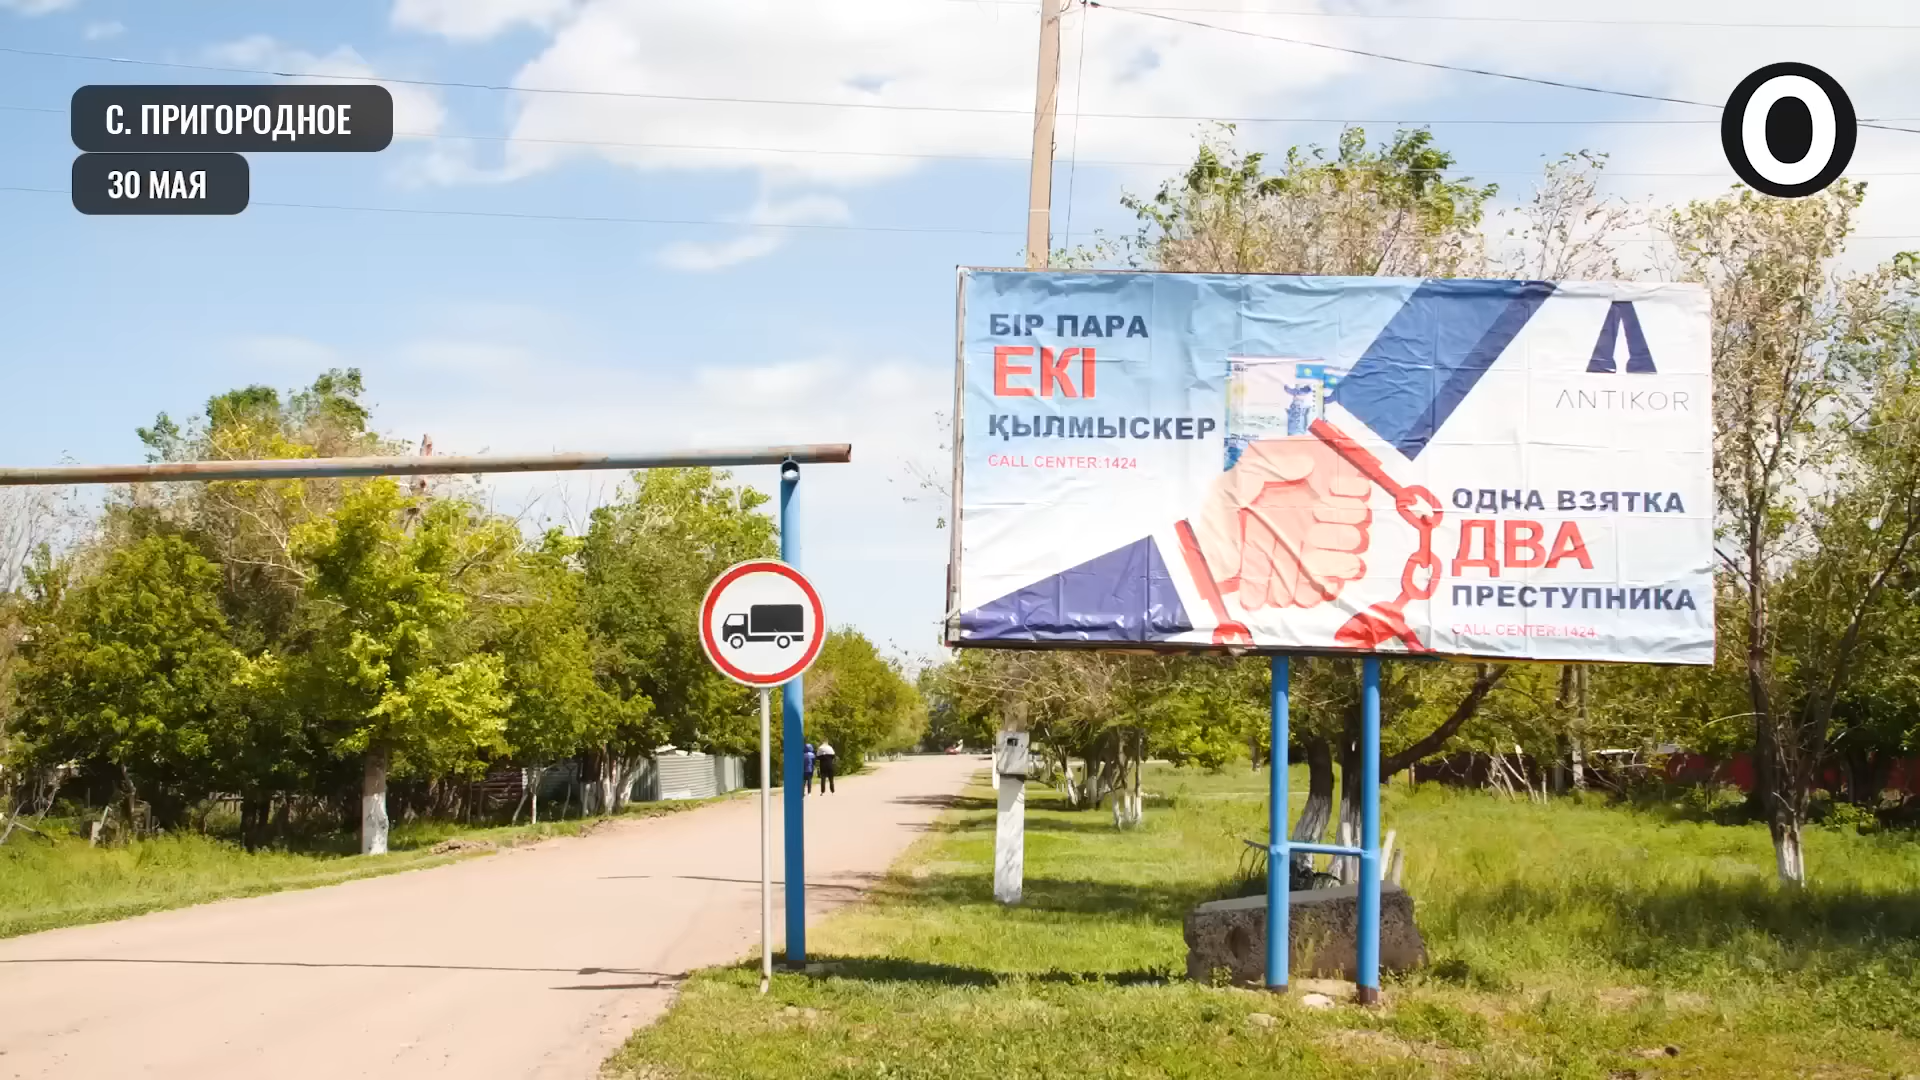 С. ПРИГОРОДНОЕ
30 МАЯ
O
БІР ПАРА
ЕКІ
ҚЫЛМЫСКЕР
CALL CENTER:1424
ANTIKOR
ОДНА ВЗЯТКА
ДВА
ПРЕСТУПНИКА
CALL CENTER:1424